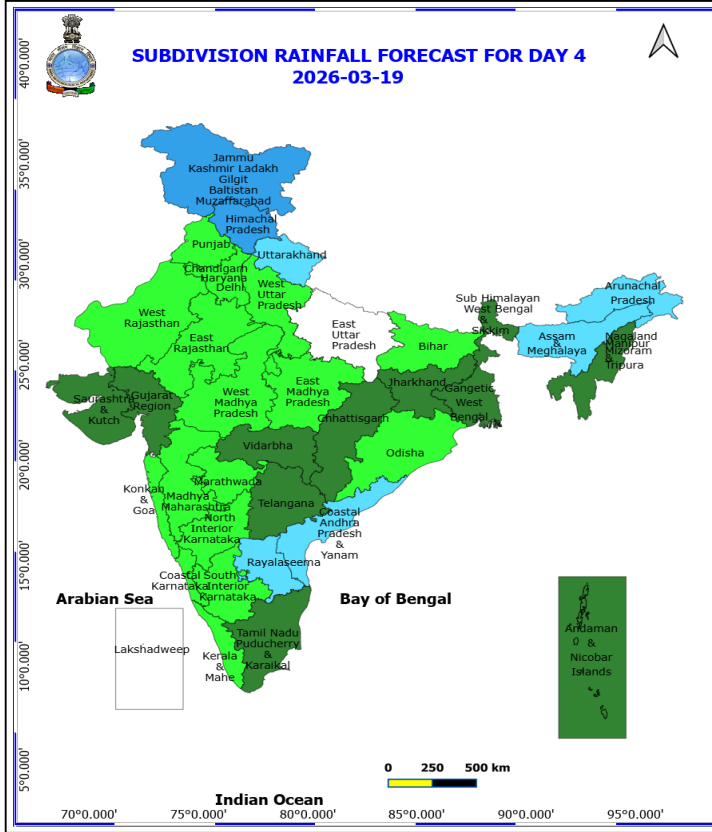 SUBDIVISION RAINFALL FORECAST FOR DAY 4
2026-03-19
40°0.000'
35°0.000'
30°0.000'
25°0.000'
20°0.000'
15°0.000'
10°0.000'
5°0.000'
Jammu
Kashmir Ladakh
Gilgit
Baltistan
Muzaffarabad
Himachal
Pradesh
Punjab
Uttarakhand
Chandigarh
Haryana
Delhi
West
Uttar
Pradesh
West
Rajasthan
East
Rajasthan
East
Uttar
Pradesh
Bihar
Sub Himalayan
West Bengal
&
Sikkim
Arunachal
Pradesh
Assam
&
Meghalaya
Nagaland
Manipur
Mizoram
&
Tripura
Saurashtra
&
Kutch
Gujarat
Region
West
Madhya
Pradesh
East
Madhya
Pradesh
Jharkhand
Gangetic
West
Bengal
Chhattisgarh
Vidarbha
Odisha
Konkan
&
Goa
Madhya
Maharashtra
Marathwada
Telangana
North
Interior
Karnataka
Coastal
Andhra
Pradesh
&
Yanam
Rayalaseema
Coastal
Karnataka
South
Interior
Karnataka
Arabian Sea
Bay of Bengal
Lakshadweep
Kerala
&
Mahe
Tamil Nadu
Puducherry
&
Karaikal
Andaman
&
Nicobar
Islands
0 250 500 km
Indian Ocean
70°0.000' 75°0.000' 80°0.000' 85°0.000' 90°0.000' 95°0.000'